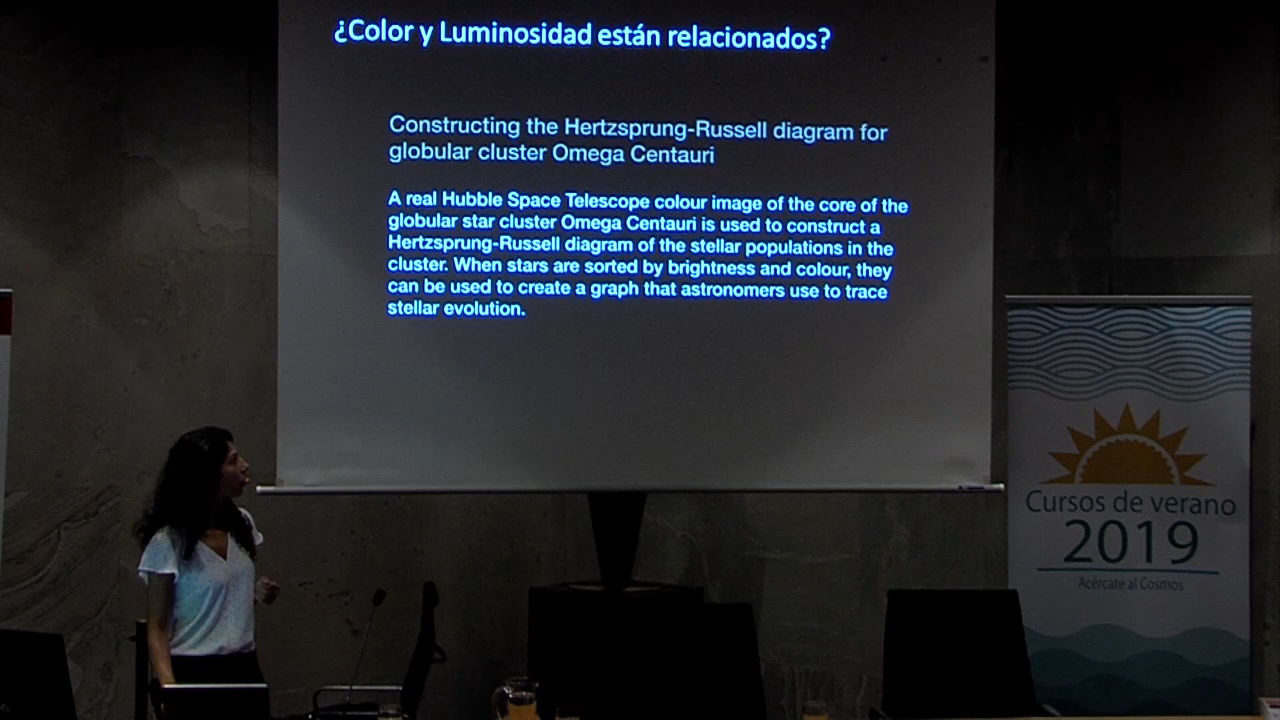 ¿Color y Luminosidad están relacionados?
Constructing the Hertzsprung-Russell diagram for
globular cluster Omega Centauri
A real Hubble Space Telescope colour image of the core of the
globular star cluster Omega Centauri is used to construct a
Hertzsprung-Russell diagram of the stellar populations in the
cluster. When stars are sorted by brightness and colour, they
can be used to create a graph that astronomers use to trace
stellar evolution.
Cursos de verano
2019
Acércate al Cosmos